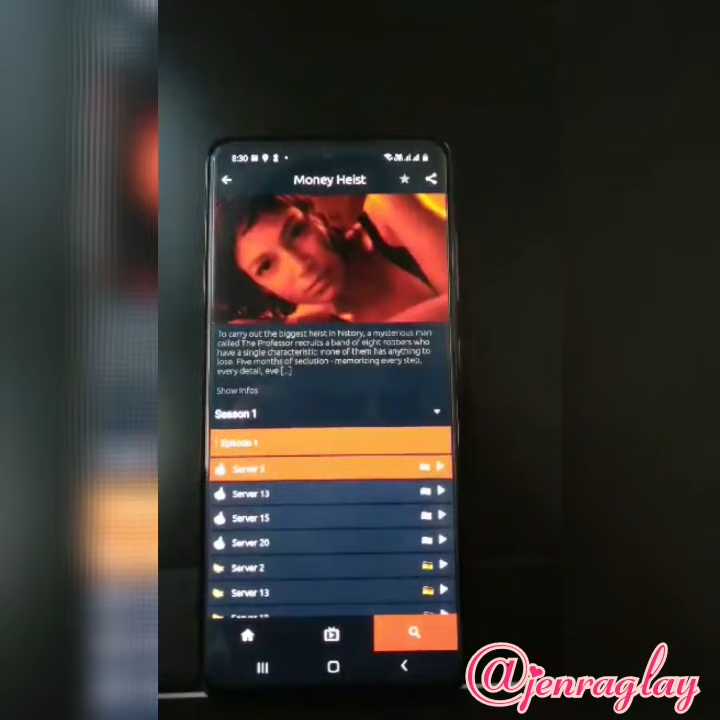 8:30
Money Heist
To carry out the biggest heist in history, a mysterious man
called The Professor recruits a band of eight robbers who
have a single characteristic: none of them has anything to
lose. Five months of seclusion - memorizing every step,
every detail, eve [...]
Show infos
Season 1
Episode 1
Server 5
Server 13
Server 15
Server 20
Server 2
Server 13
@jenraglay